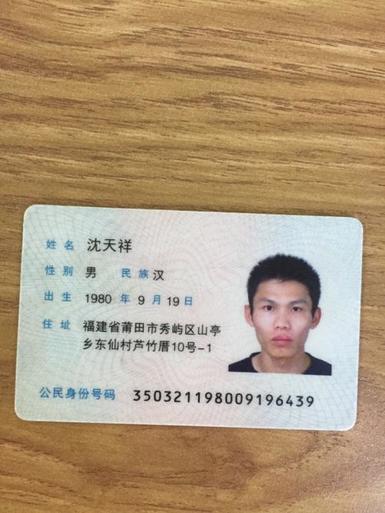 姓名 沈天祥
性别 男 民族 汉
出生 1980 年 9 月 19 日
住址 福建省莆田市秀屿区山亭
乡东仙村芦竹厝10号-1
公民身份号码 350321198009196439